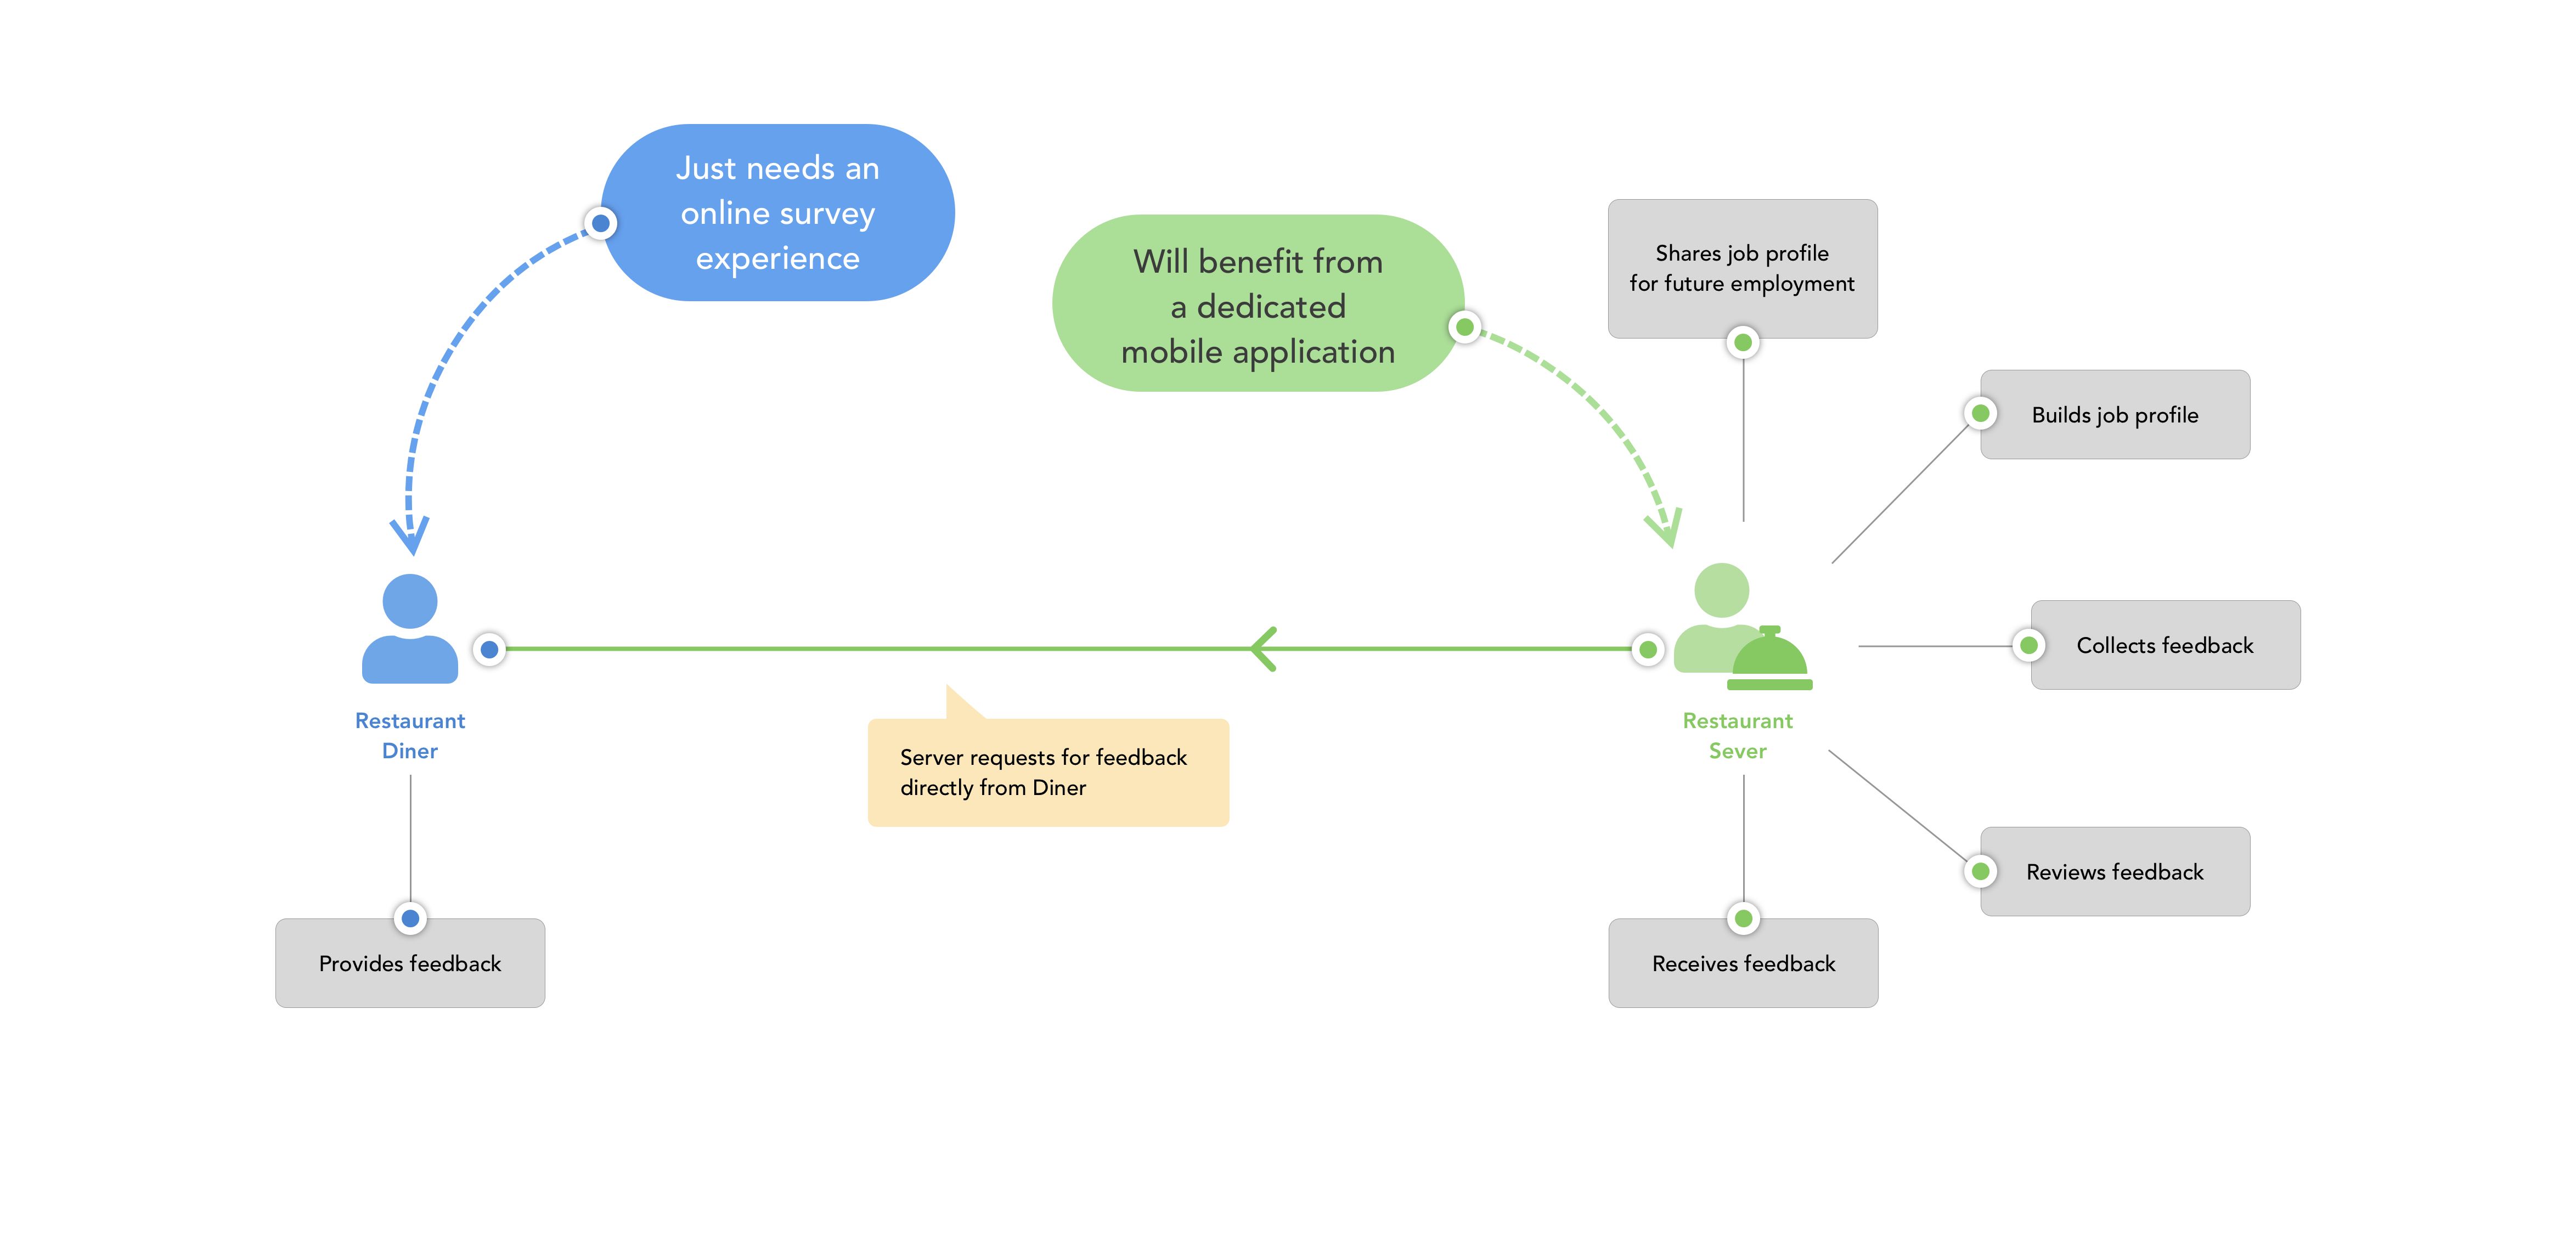 Just needs an
online survey
experience
Will benefit from
a dedicated
mobile application
Shares job profile
for future employment
Builds job profile
Collects feedback
Restaurant
Diner
Server requests for feedback
directly from Diner
Restaurant
Sever
Reviews feedback
Provides feedback
Receives feedback